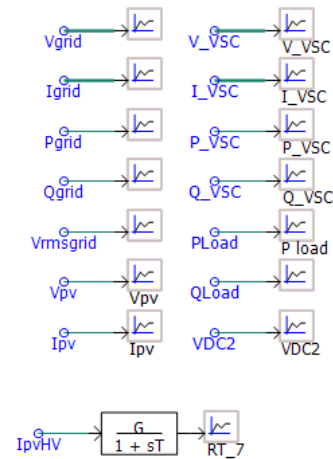 Vgrid V_VSC V_VSC
Igrid I_VSC I_VSC
Pgrid P_VSC P_VSC
Qgrid Q_VSC Q_VSC
Vrmsgrid PLoad P load
Vpv Vpv QLoad
Ipv Ipv VDC2 VDC2
G
IpvHV 1 + sT RT_7